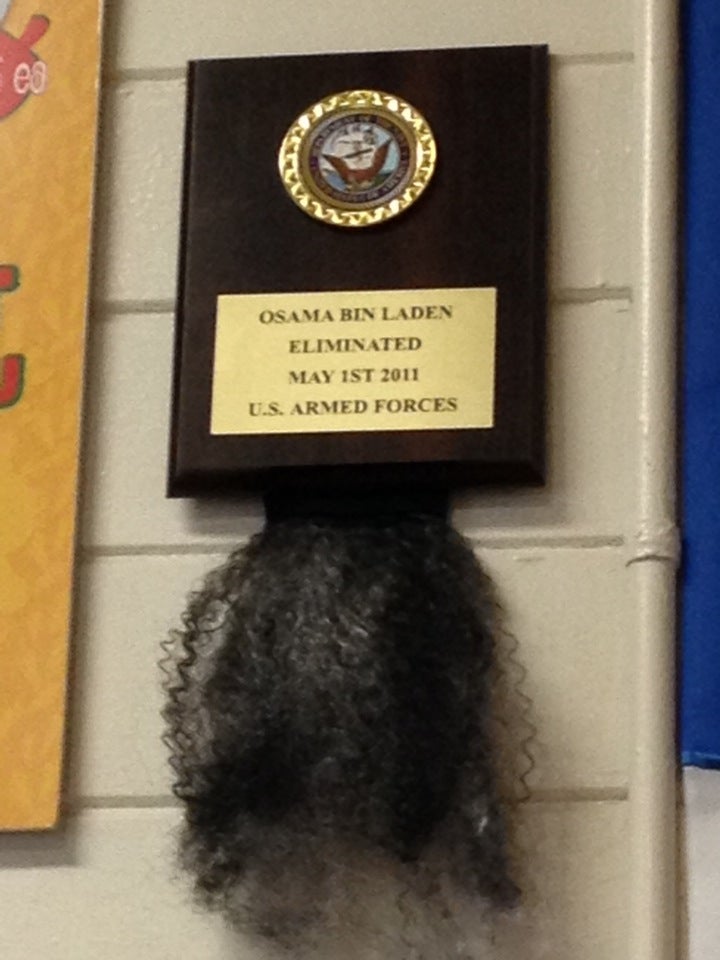 OSAMA BIN LADEN
ELIMINATED
MAY 1ST 2011
U.S. ARMED FORCES